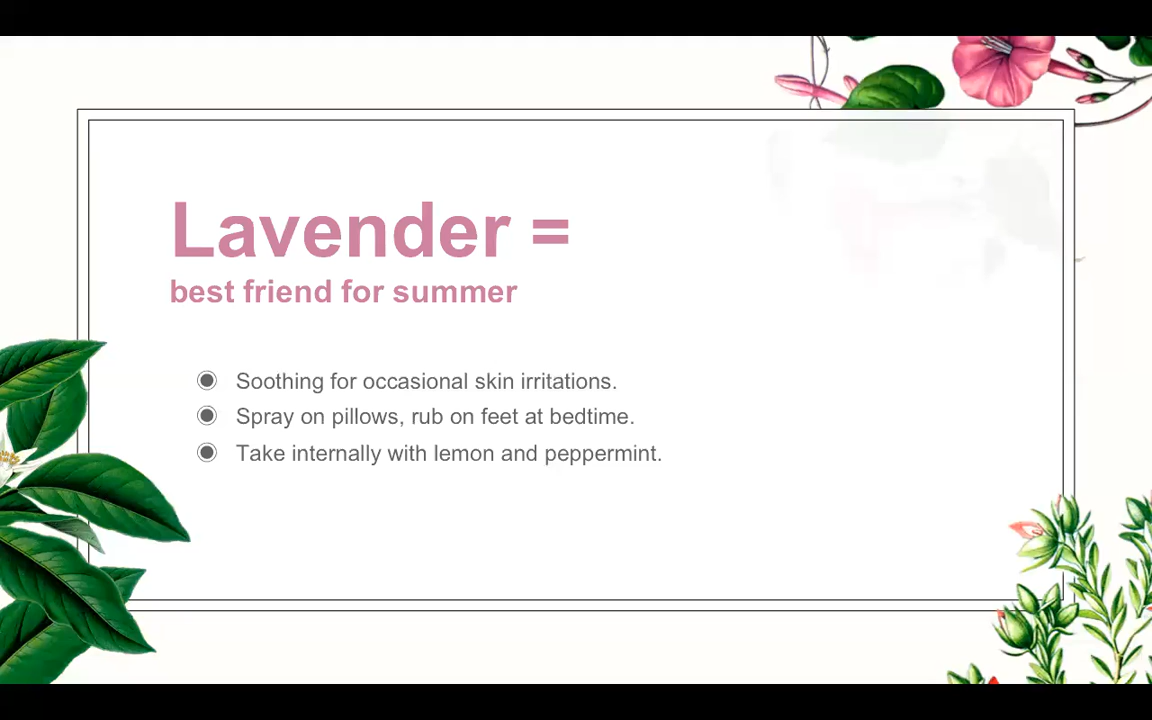 Lavender =
best friend for summer
Soothing for occasional skin irritations.
Spray on pillows, rub on feet at bedtime.
Take internally with lemon and peppermint.